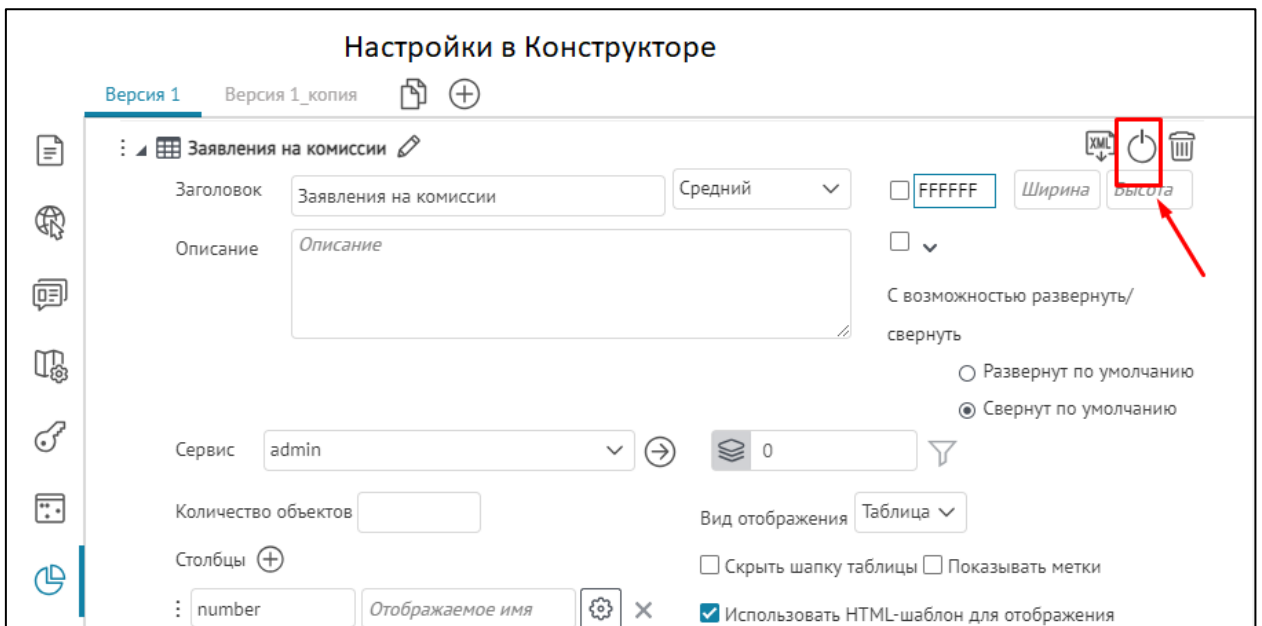 Настройки в Конструкторе
Версия 1 Версия 1_копия
Заявления на комиссии XML
Заголовок Заявления на комиссии Средний FFFFFF Ширина Высота
Описание Описание
С возможностью развернуть/
свернуть
Развернут по умолчанию
Свернут по умолчанию
Сервис admin 0
Количество объектов Вид отображения Таблица
Столбцы Скрыть шапку таблицы Показывать метки
number Отображаемое имя Использовать HTML-шаблон для отображения